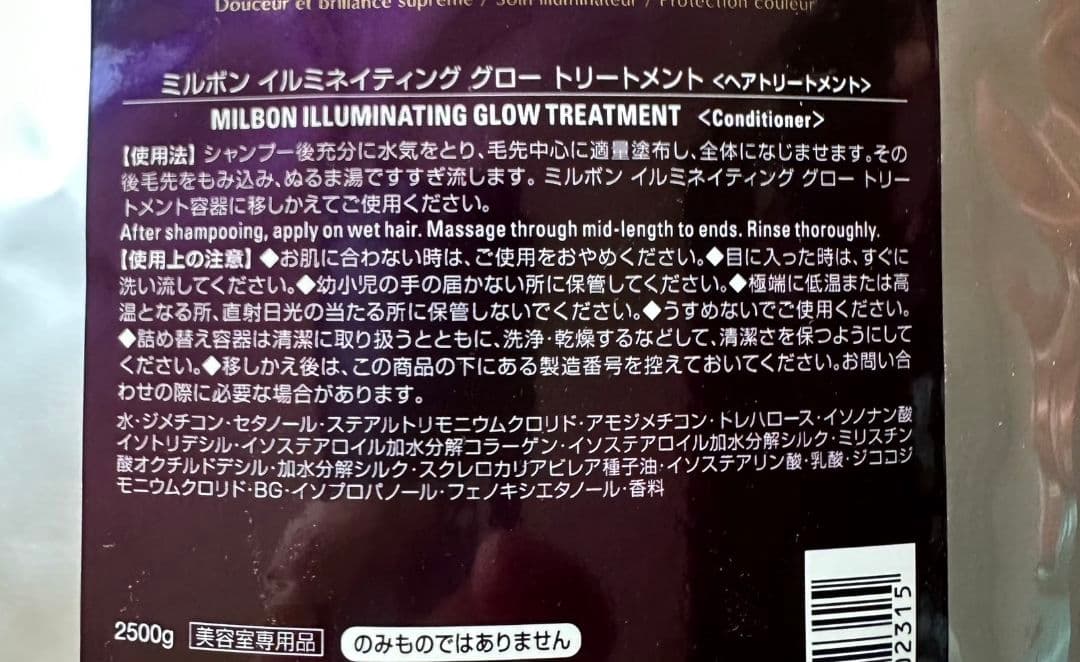 Douceur et brillance suprême / Soin illuminateur / Protection couleur
ミルボン イルミネイティング グロー トリートメント <ヘアトリートメント>
MILBON ILLUMINATING GLOW TREATMENT <Conditioner>
【使用法】シャンプー後充分に水気をとり、毛先中心に適量塗布し、全体になじませます。その
後毛先をもみ込み、ぬるま湯ですすぎ流します。ミルボン イルミネイティング グロー トリー
トメント容器に移しかえてご使用ください。
After shampooing, apply on wet hair. Massage through mid-length to ends. Rinse thoroughly.
【使用上の注意】◆お肌に合わない時は、ご使用をおやめください。◆目に入った時は、すぐに
洗い流してください。◆幼小児の手の届かない所に保管してください。◆極端に低温または高
温となる所、直射日光の当たる所に保管しないでください。◆うすめないでご使用ください。
◆詰め替え容器は清潔に取り扱うとともに、洗浄・乾燥するなどして、清潔さを保つようにして
ください。◆移しかえ後は、この商品の下にある製造番号を控えておいてください。お問い合
わせの際に必要な場合があります。
水・ジメチコン・セタノール・ステアルトリモニウムクロリド・アモジメチコン・トレハロース・イソノナン酸
イソトリデシル・イソステアロイル加水分解コラーゲン・イソステアロイル加水分解シルク・ミリスチン
酸オクチルドデシル・加水分解シルク・スクレロカリアビレア種子油・イソステアリン酸・乳酸・ジココジ
モニウムクロリド・BG・イソプロパノール・フェノキシエタノール・香料
2500g 美容室専用品 のみものではありません
2315